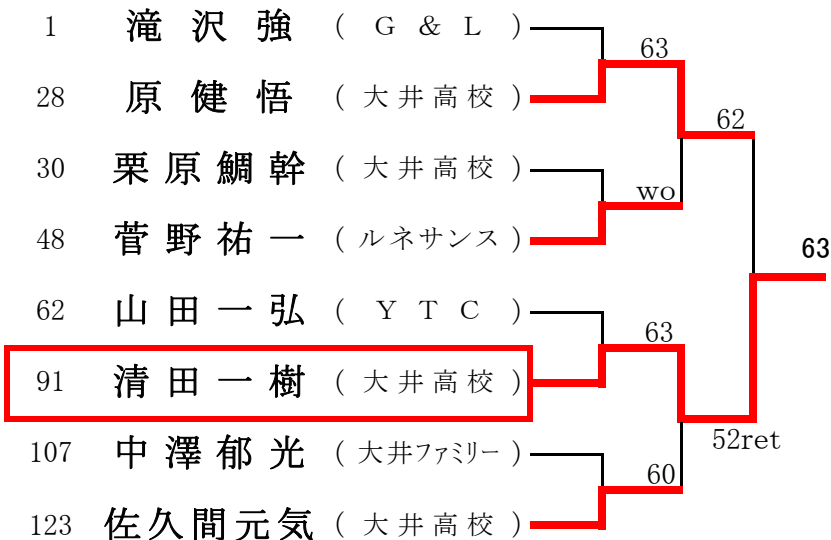 1 滝沢強 ( G & L )
63
28 原健悟 ( 大井高校 )
62
30 栗原鯛幹 ( 大井高校 )
wo
48 菅野祐一 ( ルネサンス )
63
62 山田一弘 ( Y T C )
63
91 清田一樹 ( 大井高校 )
52ret
107 中澤郁光 ( 大井ファミリー )
60
123 佐久間元気 ( 大井高校 )